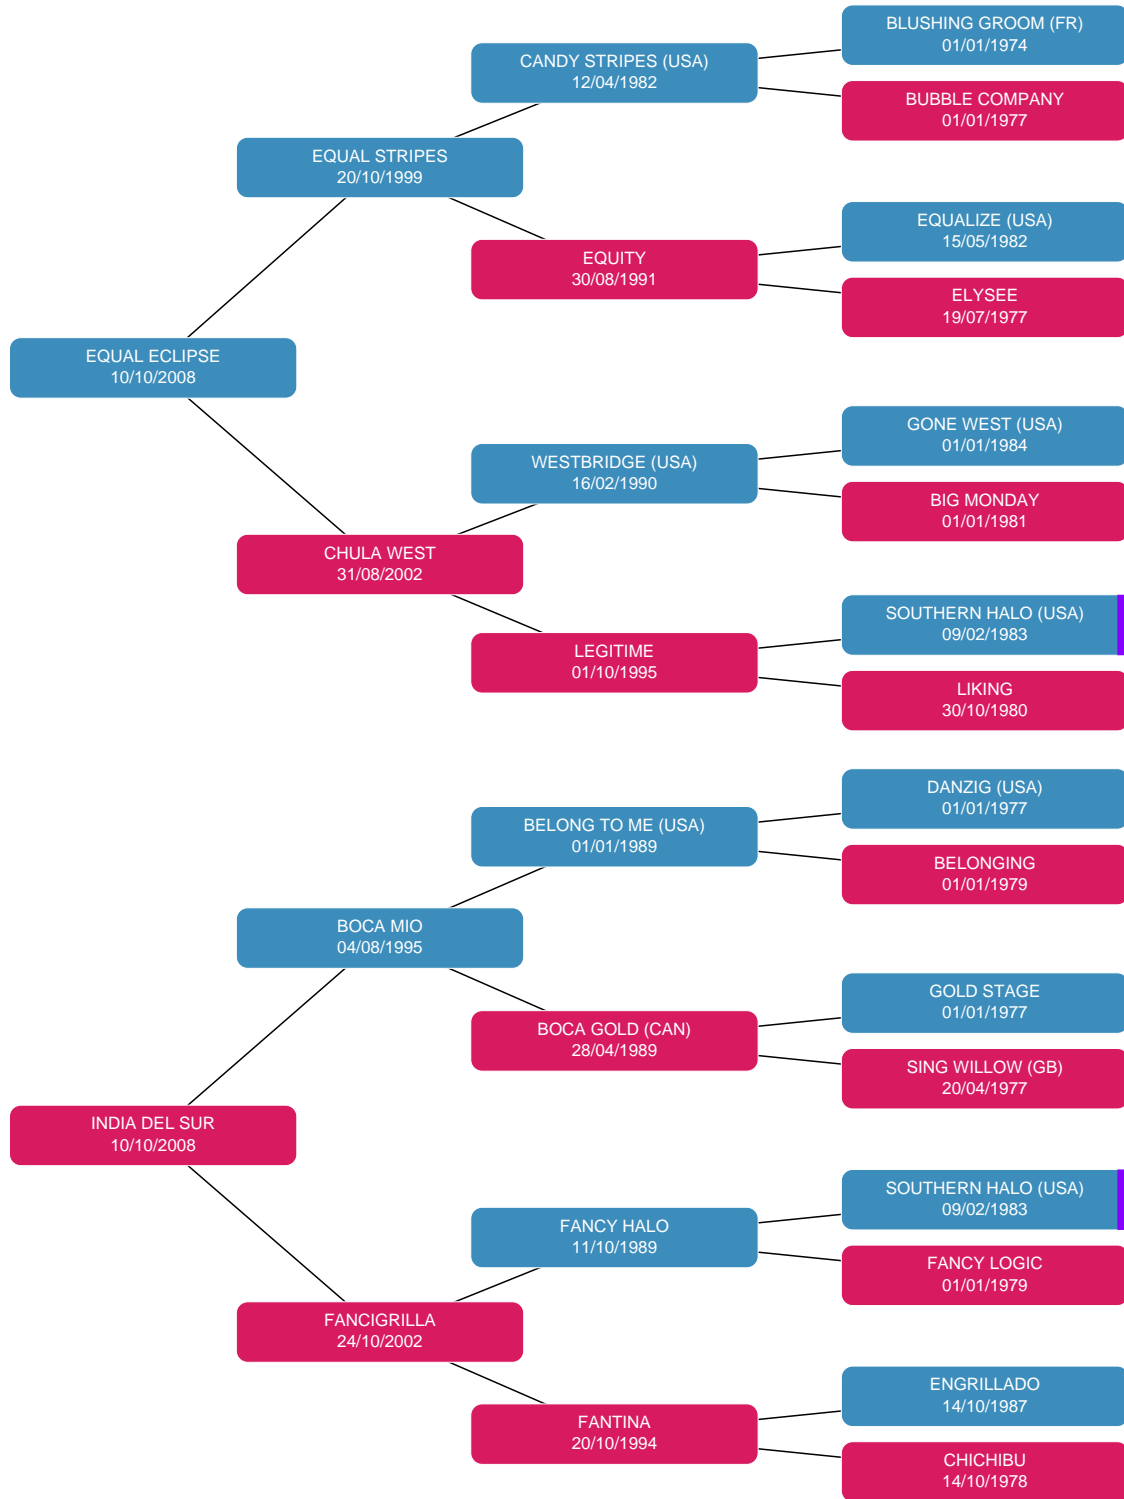 BLUSHING GROOM (FR)
01/01/1974
CANDY STRIPES (USA)
12/04/1982
BUBBLE COMPANY
01/01/1977
EQUAL STRIPES
20/10/1999
EQUALIZE (USA)
15/05/1982
EQUITY
30/08/1991
ELYSEE
19/07/1977
EQUAL ECLIPSE
10/10/2008
GONE WEST (USA)
01/01/1984
WESTBRIDGE (USA)
16/02/1990
BIG MONDAY
01/01/1981
CHULA WEST
31/08/2002
SOUTHERN HALO (USA)
09/02/1983
LEGITIME
01/10/1995
LIKING
30/10/1980
DANZIG (USA)
01/01/1977
BELONG TO ME (USA)
01/01/1989
BELONGING
01/01/1979
BOCA MIO
04/08/1995
GOLD STAGE
01/01/1977
BOCA GOLD (CAN)
28/04/1989
SING WILLOW (GB)
20/04/1977
INDIA DEL SUR
10/10/2008
SOUTHERN HALO (USA)
09/02/1983
FANCY HALO
11/10/1989
FANCY LOGIC
01/01/1979
FANCIGRILLA
24/10/2002
ENGRILLADO
14/10/1987
FANTINA
20/10/1994
CHICHIBU
14/10/1978